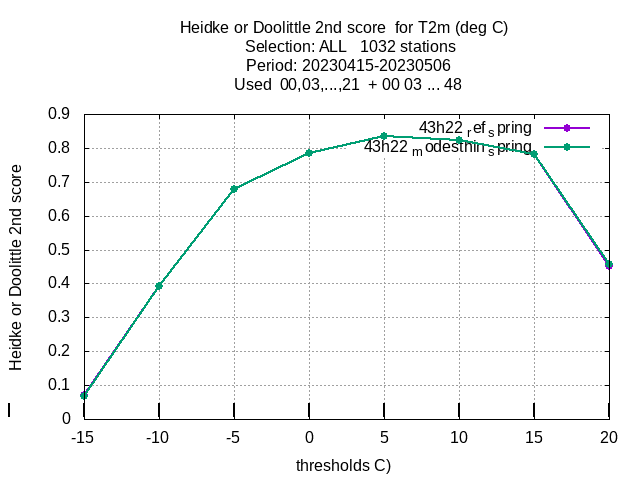 Heidke or Doolittle 2nd score  for T2m (deg C)
Selection: ALL   1032 stations
Period: 20230415-20230506
Used  00,03,...,21  + 00 03 ... 48
43h22 ref spring
43h22 modesthin spring
Heidke or Doolittle 2nd score
0.9
0.8
0.7
0.6
0.5
0.4
0.3
0.2
0.1
0
-15 -10 -5 0 5 10 15 20
thresholds C)